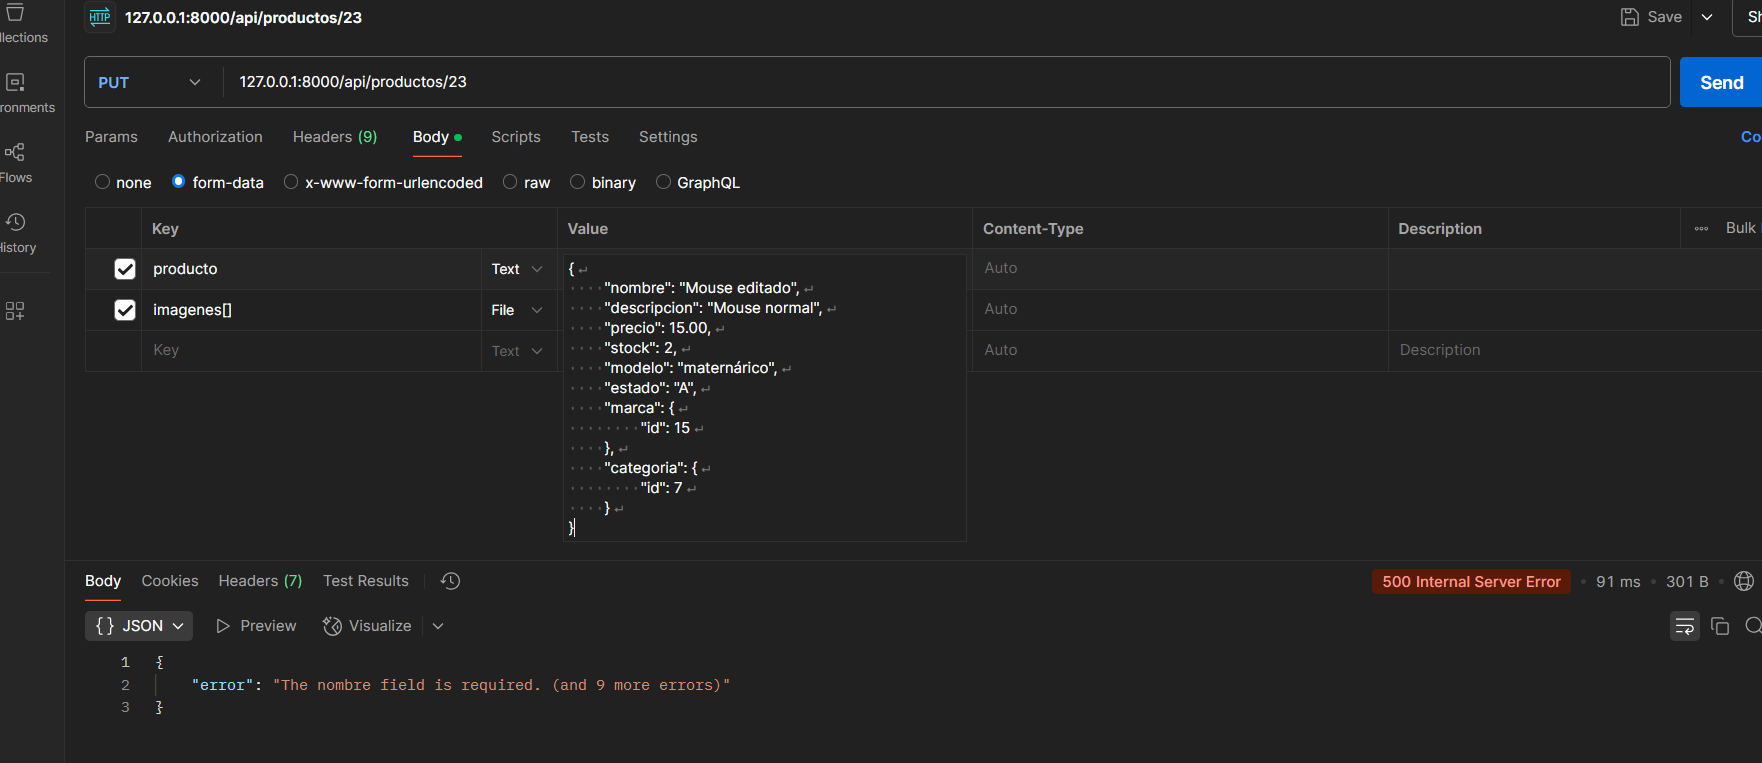 HTTP 127.0.0.1:8000/api/productos/23 Save Sh
llections
PUT 127.0.0.1:8000/api/productos/23 Send
ronments
Params Authorization Headers (9) Body Scripts Tests Settings Co
Flows
none form-data x-www-form-urlencoded raw binary GraphQL
History
Key Value Content-Type Description Bulk
producto Text Auto
imagenes[] File Auto
Key Text Auto Description
{
"nombre": "Mouse editado",
"descripcion": "Mouse normal",
"precio": 15.00,
"stock": 2,
"modelo": "maternárico",
"estado": "A",
"marca": {
"id": 15
},
"categoria": {
"id": 7
}
}
Body Cookies Headers (7) Test Results 500 Internal Server Error • 91 ms • 301 B •
{} JSON Preview Visualize
1 {
2 "error": "The nombre field is required. (and 9 more errors)"
3 }